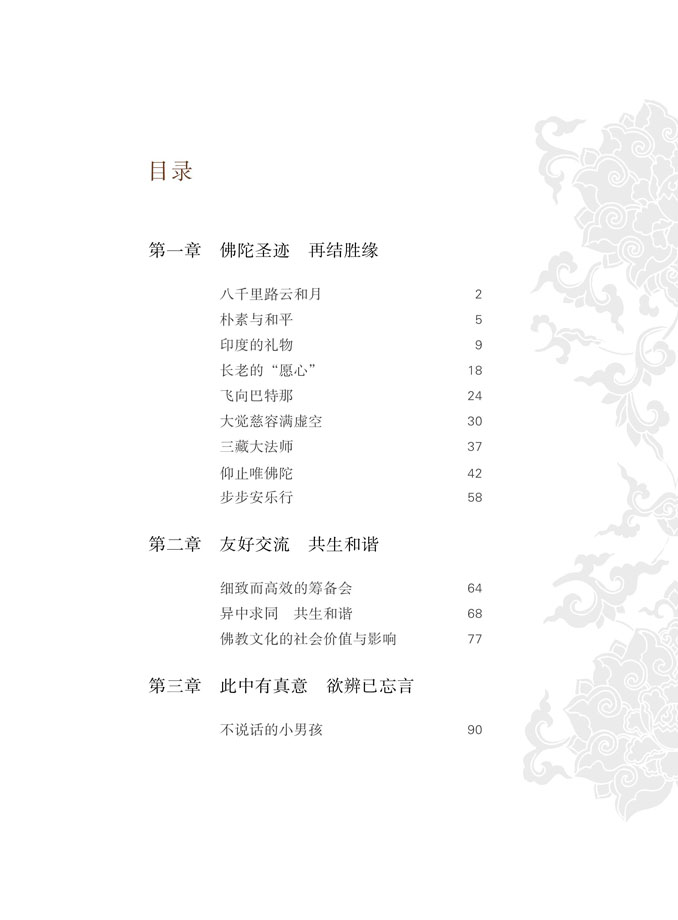 目录
第一章　佛陀圣迹　再结胜缘
八千里路云和月 2
朴素与和平 5
印度的礼物 9
长老的“愿心” 18
飞向巴特那 24
大觉慈容满虚空 30
三藏大法师 37
仰止唯佛陀 42
步步安乐行 58
第二章　友好交流　共生和谐
细致而高效的筹备会 64
异中求同　共生和谐 68
佛教文化的社会价值与影响 77
第三章　此中有真意　欲辨已忘言
不说话的小男孩 90